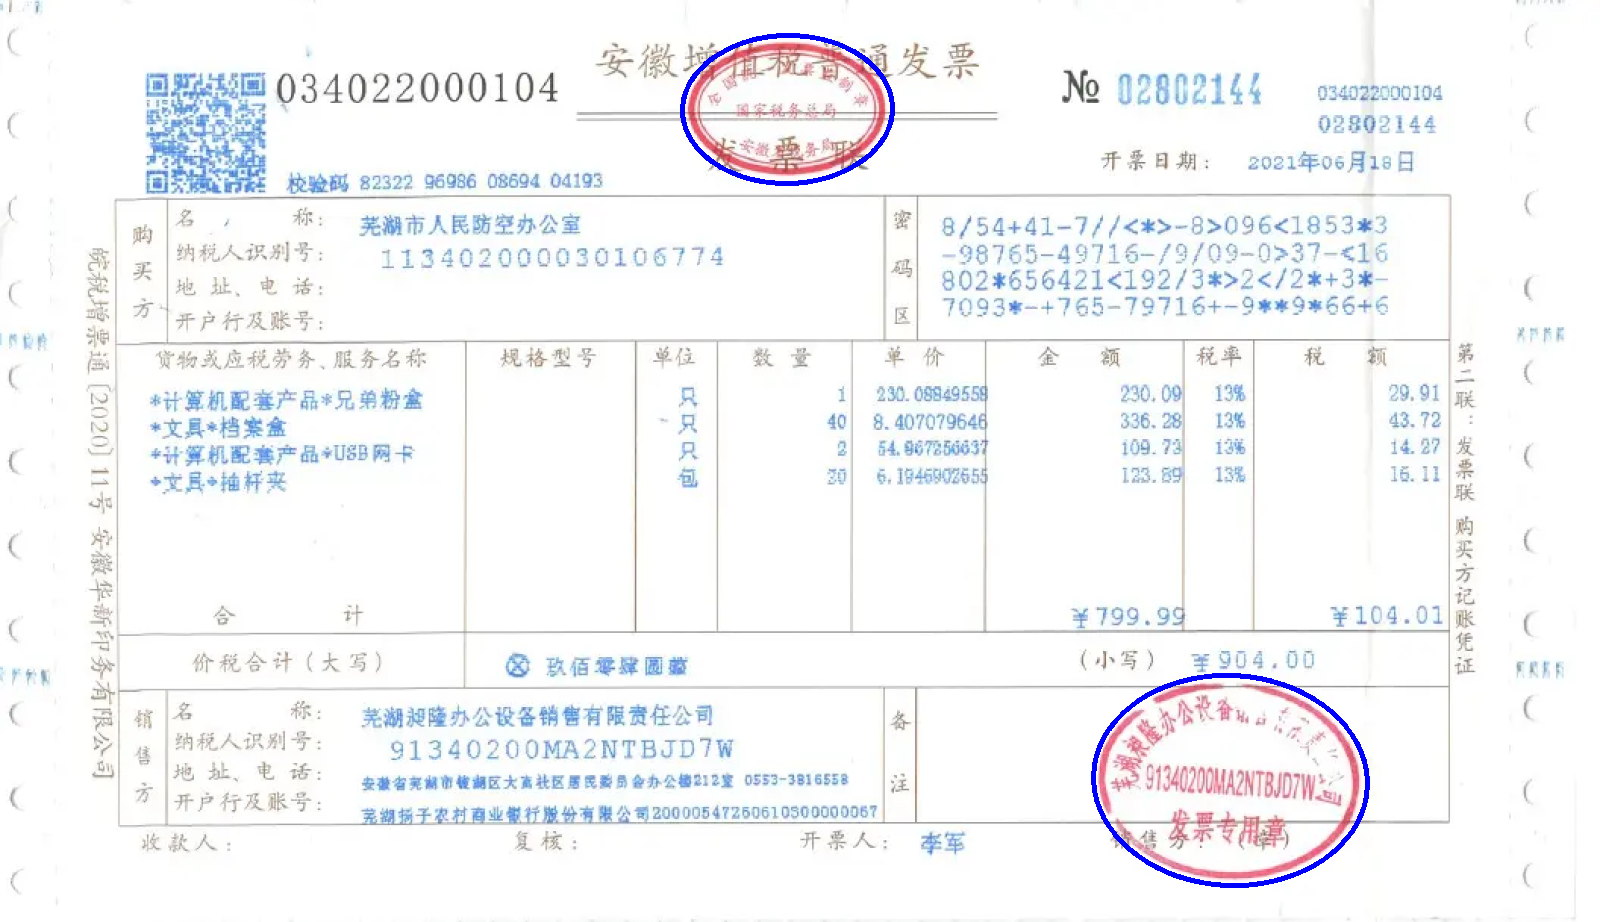 安徽增值税普通发票
034022000104
全国统一发票监制章
国家税务总局
安徽省税务局
发票联
№ 02802144
034022000104
02802144
开票日期: 2021年06月18日
校验码 82322 96986 08694 04193
购买方
名称: 芜湖市人民防空办公室
纳税人识别号: 113402000030106774
地址、电话:
开户行及账号:
密码区
8/54+41-7//<*>-8>096<1853*3
-98765-49716-/9/09-0>37-<16
802*656421<192/3*>2</2*+3*-
7093*-+765-79716+-9**9*66+6
货物或应税劳务、服务名称 规格型号 单位 数量 单价 金额 税率 税额
*计算机配套产品*兄弟粉盒 只 1 230.08849558 230.09 13% 29.91
*文具*档案盒 只 40 8.407079646 336.28 13% 43.72
*计算机配套产品*USB网卡 只 2 54.867256637 109.73 13% 14.27
*文具*抽杆夹 包 20 6.1946902655 123.89 13% 16.11
合计 ¥799.99 ¥104.01
价税合计(大写) ⊗ 玖佰零肆圆整 (小写) ¥904.00
销售方
名称: 芜湖昶隆办公设备销售有限责任公司
纳税人识别号: 91340200MA2NTBJD7W
地址、电话: 安徽省芜湖市镜湖区大高社区居民委员会办公楼212室 0553-3816558
开户行及账号: 芜湖扬子农村商业银行股份有限公司20000547250610300000067
备注
芜湖昶隆办公设备销售有限责任公司
91340200MA2NTBJD7W
发票专用章
收款人: 复核: 开票人: 李军 销售方:(章)
皖税增票通〔2020〕11号 安徽华新印务有限公司
第二联:发票联 购买方记账凭证